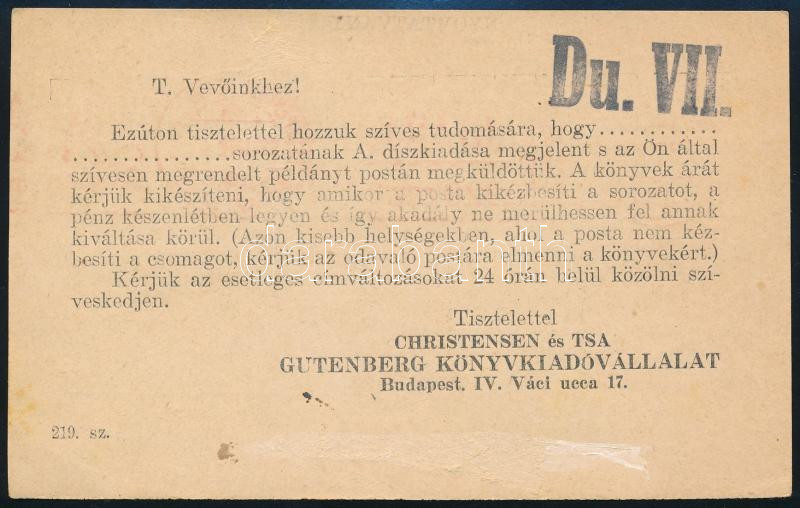 Du. VII.
T. Vevőinkhez!
Ezúton tisztelettel hozzuk szíves tudomására, hogy.............
..................sorozatának A. díszkiadása megjelent s az Ön által
szívesen megrendelt példányt postán megküldöttük. A könyvek árát
kérjük kikészíteni, hogy amikor a posta kikézbesíti a sorozatot, a
pénz készenlétben legyen és így akadály ne merülhessen fel annak
kiváltása körül. (Azon kisebb helységekben, ahol a posta nem kéz-
besíti a csomagot, kérjük az odavaló postára elmenni a könyvekért.)
Kérjük az esetleges címváltozásokat 24 órán belül közölni szí-
veskedjen.
darabanth
Tisztelettel
CHRISTENSEN és TSA
GUTENBERG KÖNYVKIADÓVÁLLALAT
Budapest. IV. Váci ucca 17.
219. sz.